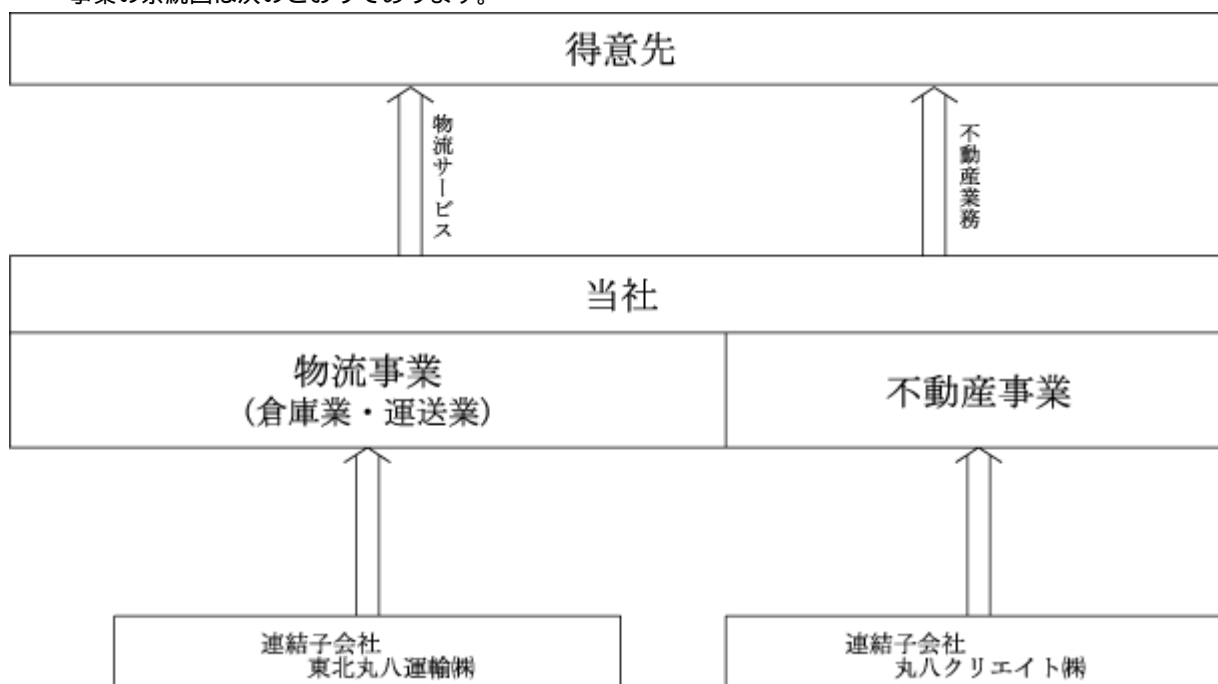 事業の系統図は次のとおりであります。
得意先
物流サービス
不動産業務
当社
物流事業
(倉庫業・運送業)
不動産事業
連結子会社
東北丸八運輸㈱
連結子会社
丸八クリエイト㈱